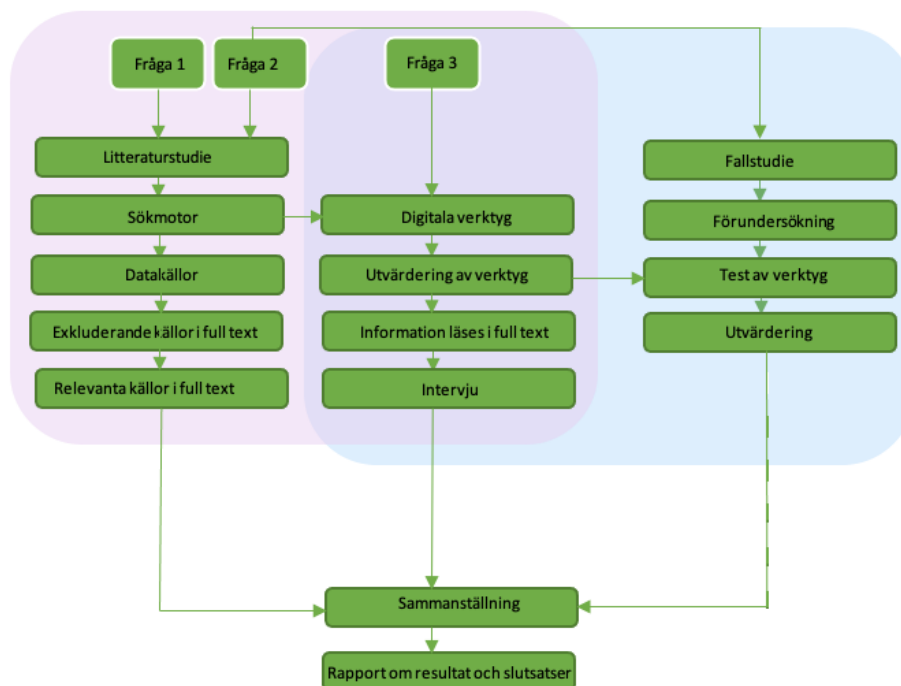 Fråga 1
Fråga 2
Fråga 3
Litteraturstudie
Sökmotor
Datakällor
Exkluderande källor i full text
Relevanta källor i full text
Digitala verktyg
Utvärdering av verktyg
Information läses i full text
Intervju
Fallstudie
Förundersökning
Test av verktyg
Utvärdering
Sammanställning
Rapport om resultat och slutsatser